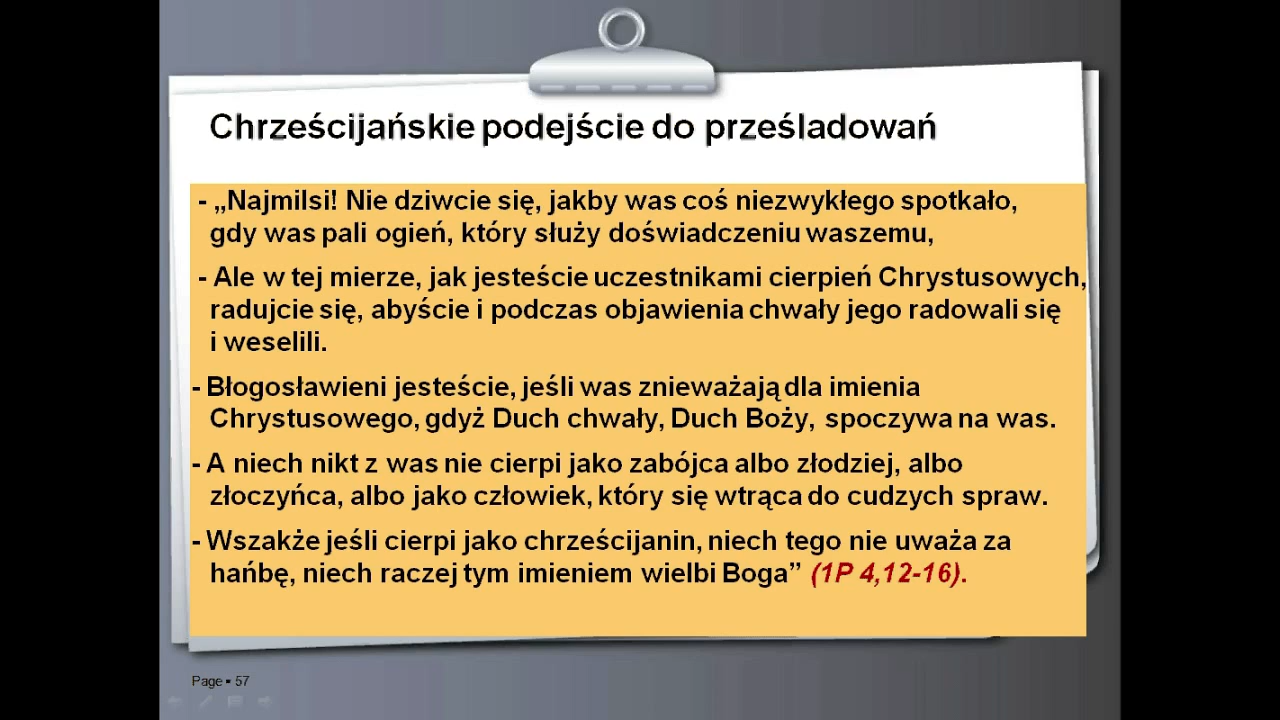 Chrześcijańskie podejście do prześladowań
- „Najmilsi! Nie dziwcie się, jakby was coś niezwykłego spotkało,
gdy was pali ogień, który służy doświadczeniu waszemu,
- Ale w tej mierze, jak jesteście uczestnikami cierpień Chrystusowych,
radujcie się, abyście i podczas objawienia chwały jego radowali się
i weselili.
- Błogosławieni jesteście, jeśli was znieważają dla imienia
Chrystusowego, gdyż Duch chwały, Duch Boży, spoczywa na was.
- A niech nikt z was nie cierpi jako zabójca albo złodziej, albo
złoczyńca, albo jako człowiek, który się wtrąca do cudzych spraw.
- Wszakże jeśli cierpi jako chrześcijanin, niech tego nie uważa za
hańbę, niech raczej tym imieniem wielbi Boga” (1P 4,12-16).
Page ▪ 57